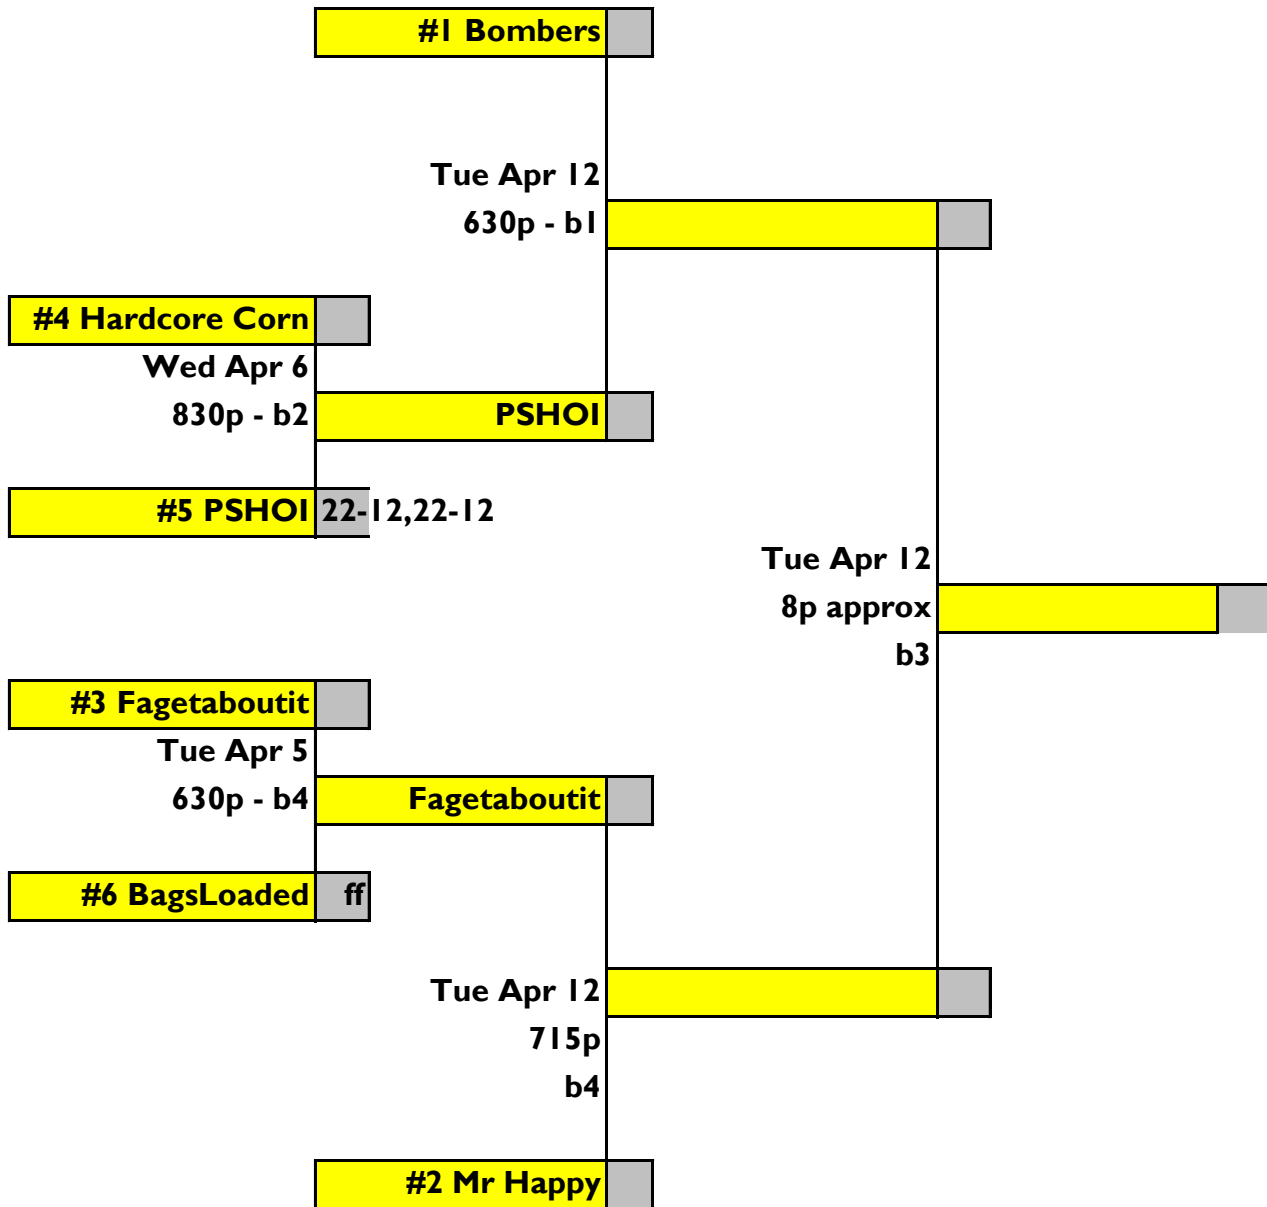 #1 Bombers
Tue Apr 12
630p - b1
#4 Hardcore Corn
Wed Apr 6
830p - b2
PSHOI
#5 PSHOI 22-12,22-12
Tue Apr 12
8p approx
b3
#3 Fagetaboutit
Tue Apr 5
630p - b4
Fagetaboutit
#6 BagsLoaded ff
Tue Apr 12
715p
b4
#2 Mr Happy